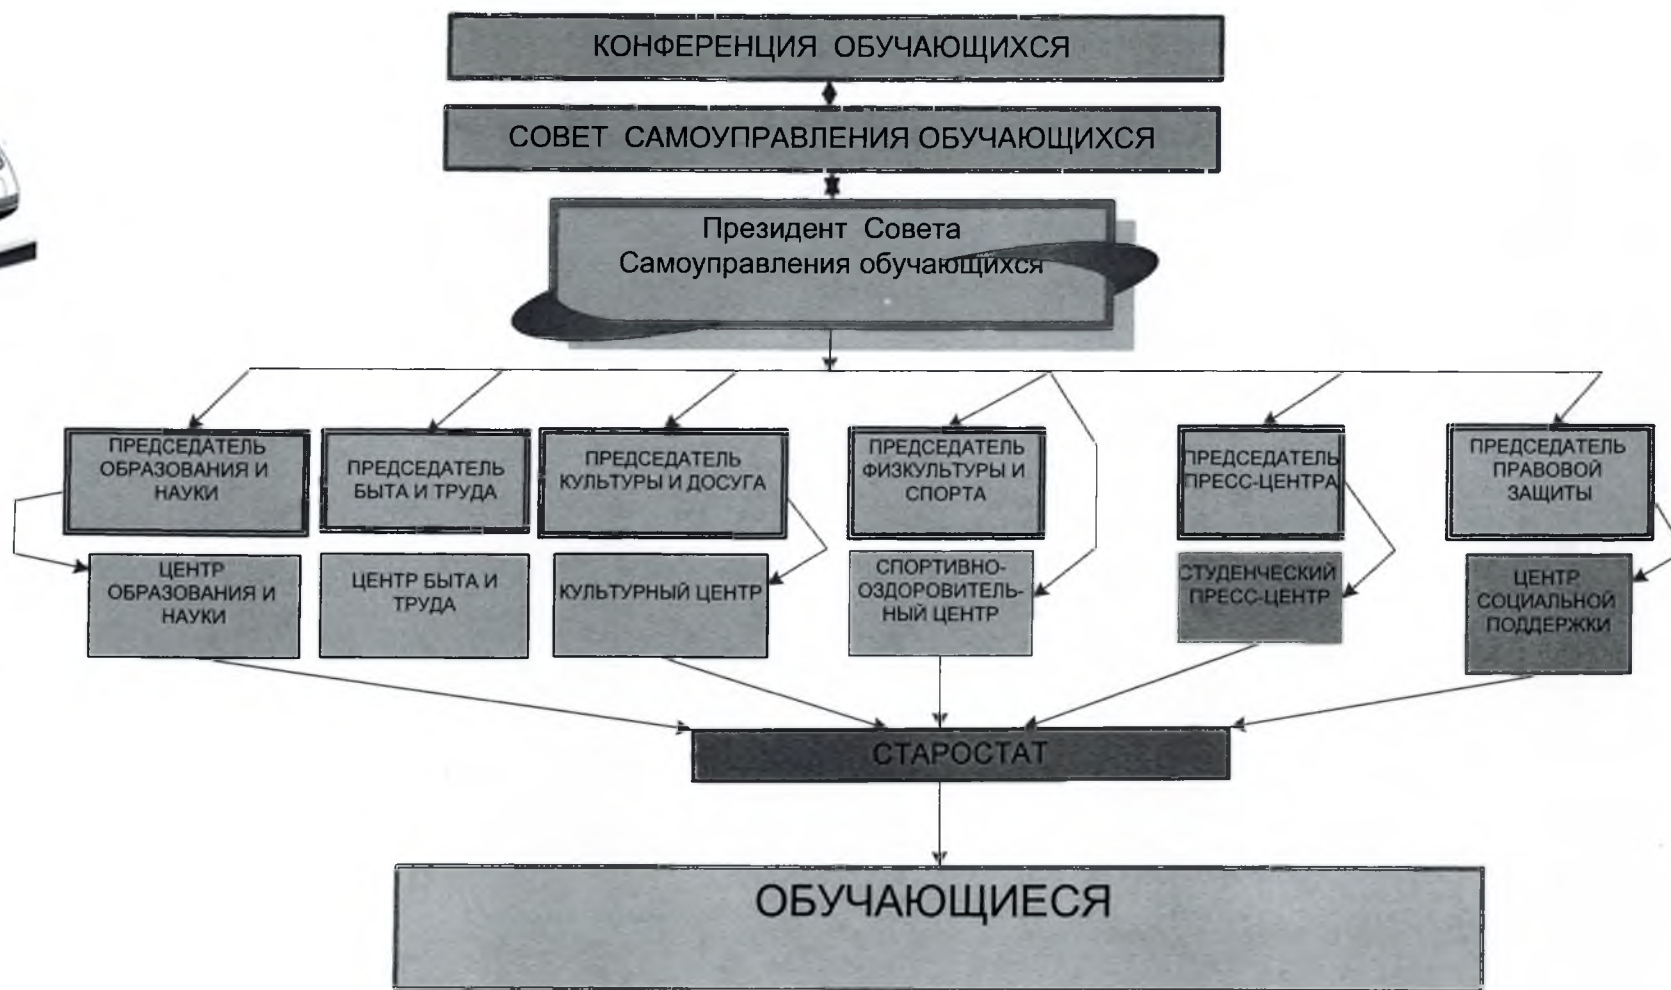 КОНФЕРЕНЦИЯ ОБУЧАЮЩИХСЯ
СОВЕТ САМОУПРАВЛЕНИЯ ОБУЧАЮЩИХСЯ
Президент Совета
Самоуправления обучающихся
ПРЕДСЕДАТЕЛЬ
ОБРАЗОВАНИЯ И
НАУКИ
ПРЕДСЕДАТЕЛЬ
БЫТА И ТРУДА
ПРЕДСЕДАТЕЛЬ
КУЛЬТУРЫ И ДОСУГА
ПРЕДСЕДАТЕЛЬ
ФИЗКУЛЬТУРЫ И
СПОРТА
ПРЕДСЕДАТЕЛЬ
ПРЕСС-ЦЕНТРА
ПРЕДСЕДАТЕЛЬ
ПРАВОВОЙ
ЗАЩИТЫ
ЦЕНТР
ОБРАЗОВАНИЯ И
НАУКИ
ЦЕНТР БЫТА И
ТРУДА
КУЛЬТУРНЫЙ ЦЕНТР
СПОРТИВНО-
ОЗДОРОВИТЕЛЬ-
НЫЙ ЦЕНТР
СТУДЕНЧЕСКИЙ
ПРЕСС-ЦЕНТР
ЦЕНТР
СОЦИАЛЬНОЙ
ПОДДЕРЖКИ
СТАРОСТАТ
ОБУЧАЮЩИЕСЯ